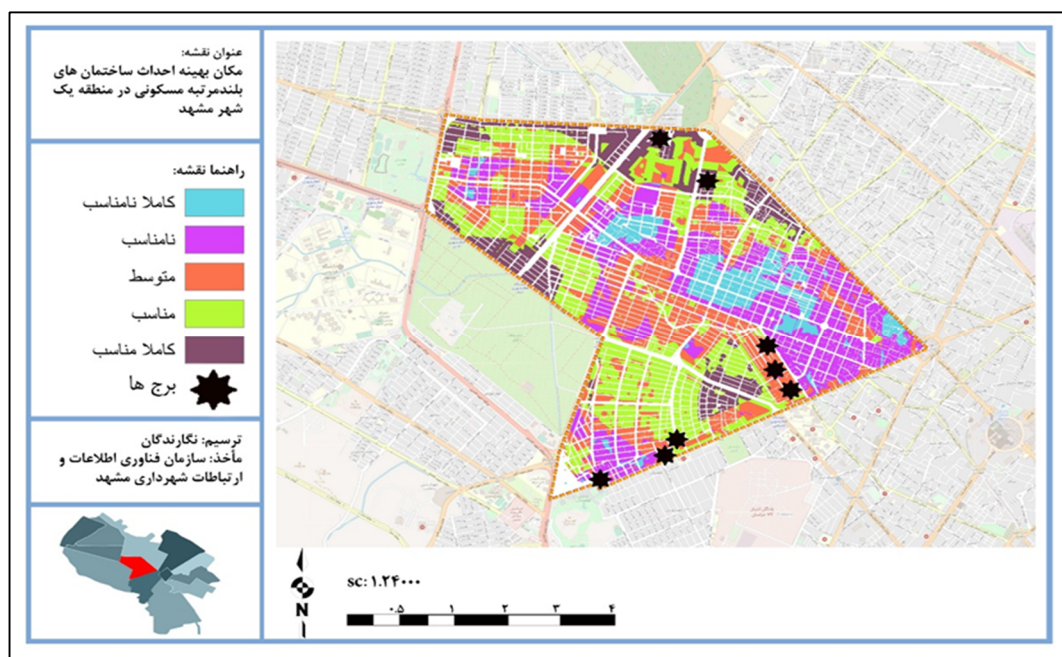 عنوان نقشه:
مکان بهینه احداث ساختمان های
بلندمرتبه مسکونی در منطقه یک
شهر مشهد
راهنما نقشه:
کاملا نامناسب
نامناسب
متوسط
مناسب
کاملا مناسب
برج ها
ترسیم: نگارندگان
مأخذ: سازمان فناوری اطلاعات و
ارتباطات شهرداری مشهد
N
sc: ۱.۲۴۰۰۰
۰.۵ ۱ ۲ ۳ ۴